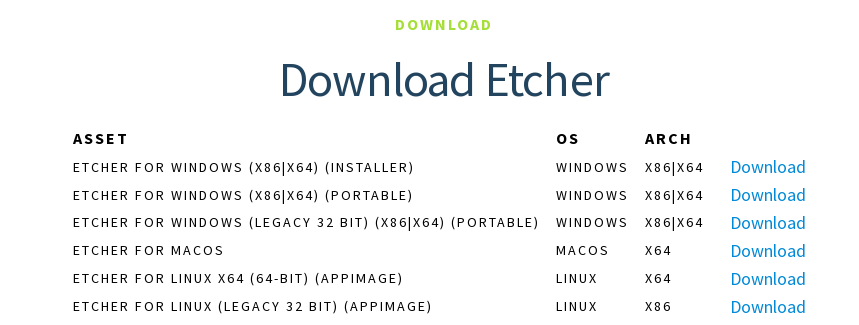 DOWNLOAD
Download Etcher
ASSET OS ARCH
ETCHER FOR WINDOWS (X86|X64) (INSTALLER) WINDOWS X86|X64 Download
ETCHER FOR WINDOWS (X86|X64) (PORTABLE) WINDOWS X86|X64 Download
ETCHER FOR WINDOWS (LEGACY 32 BIT) (X86|X64) (PORTABLE) WINDOWS X86|X64 Download
ETCHER FOR MACOS MACOS X64 Download
ETCHER FOR LINUX X64 (64-BIT) (APPIMAGE) LINUX X64 Download
ETCHER FOR LINUX (LEGACY 32 BIT) (APPIMAGE) LINUX X86 Download